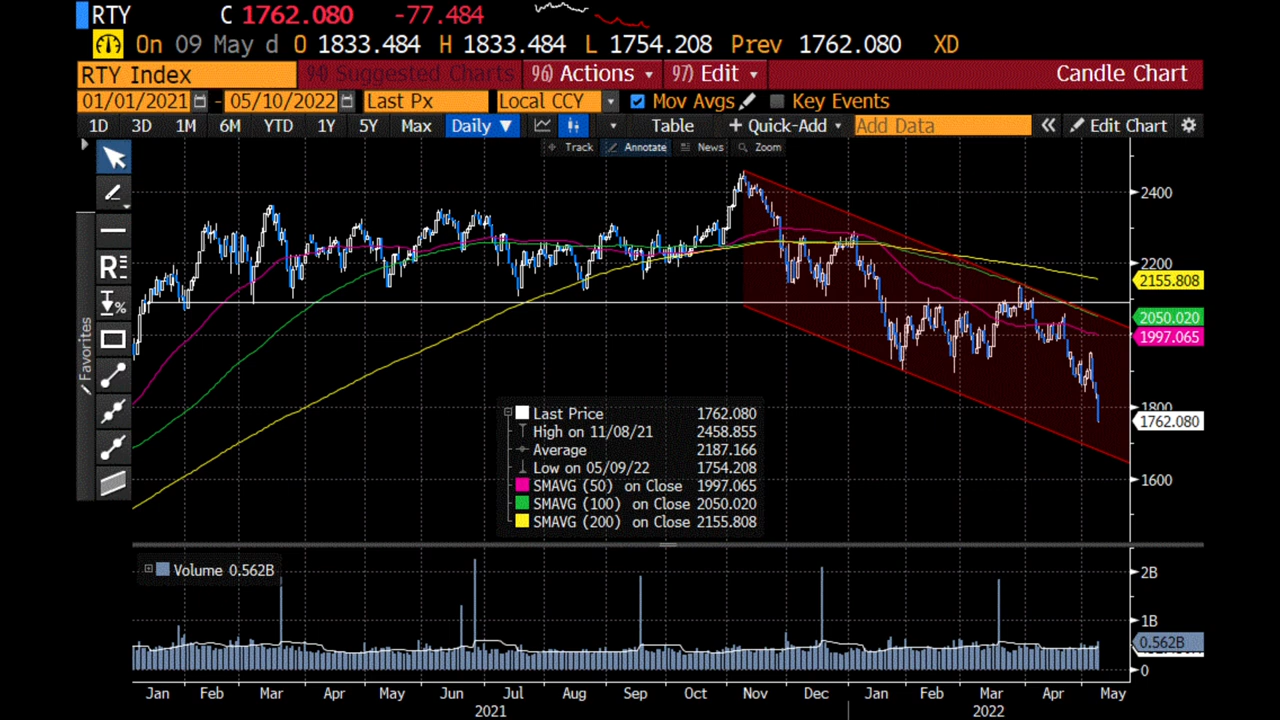 RTY C 1762.080 -77.484
On 09 May d O 1833.484 H 1833.484 L 1754.208 Prev 1762.080 XD
RTY Index 94) Suggested Charts 96) Actions 97) Edit Candle Chart
01/01/2021 - 05/10/2022 Last Px Local CCY Mov Avgs Key Events
1D 3D 1M 6M YTD 1Y 5Y Max Daily ▼ Table + Quick-Add Add Data « Edit Chart
Track Annotate News Zoom
2400
2200
2155.808
2050.020
1997.065
1800
1762.080
1600
R
%
Favorites
Last Price 1762.080
High on 11/08/21 2458.855
Average 2187.166
Low on 05/09/22 1754.208
SMAVG (50) on Close 1997.065
SMAVG (100) on Close 2050.020
SMAVG (200) on Close 2155.808
Volume 0.562B
2B
1B
0.562B
0
Jan Feb Mar Apr May Jun Jul Aug Sep Oct Nov Dec Jan Feb Mar Apr May
2021 2022